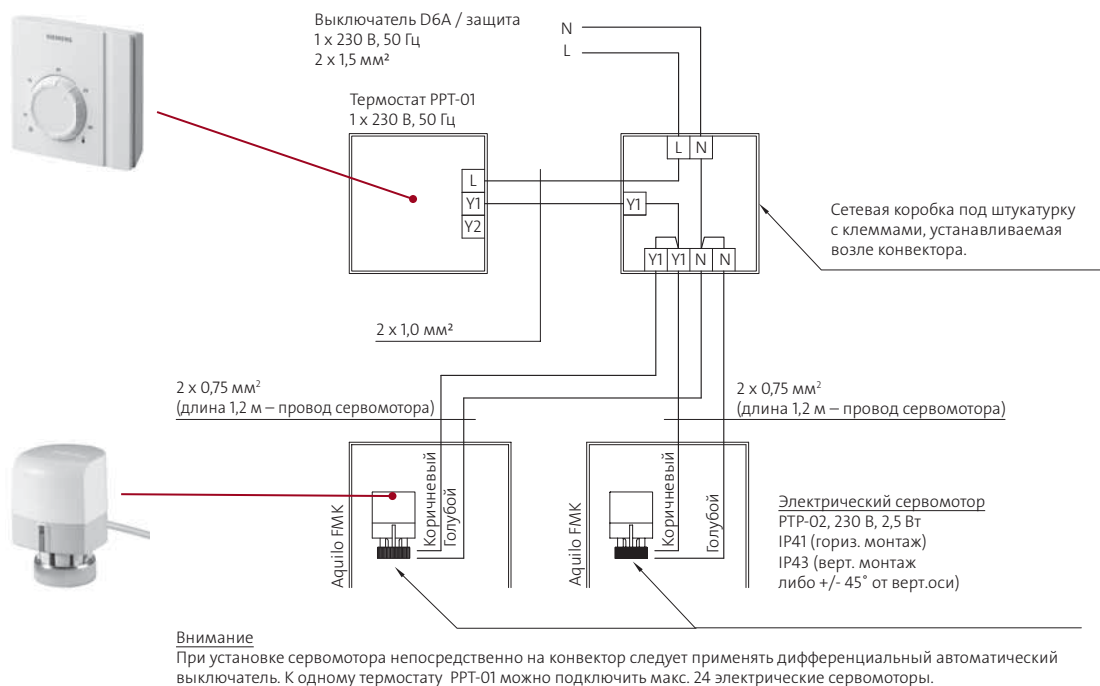 SIEMENS
Выключатель D6A / защита
1 x 230 В, 50 Гц
2 x 1,5 мм²
N
L
Термостат РРТ-01
1 x 230 В, 50 Гц
L
Y1
Y2
L N
Y1
Y1 Y1 N N
Сетевая коробка под штукатурку
с клеммами, устанавливаемая
возле конвектора.
2 x 1,0 мм²
2 x 0,75 мм²
(длина 1,2 м – провод сервомотора)
2 x 0,75 мм²
(длина 1,2 м – провод сервомотора)
Aquilo FMK
Коричневый
Голубой
Aquilo FMK
Коричневый
Голубой
Электрический сервомотор
РТР-02, 230 В, 2,5 Вт
IP41 (гориз. монтаж)
IP43 (верт. монтаж
либо +/- 45° от верт.оси)
Внимание
При установке сервомотора непосредственно на конвектор следует применять дифференциальный автоматический
выключатель. К одному термостату РРТ-01 можно подключить макс. 24 электрические сервомоторы.